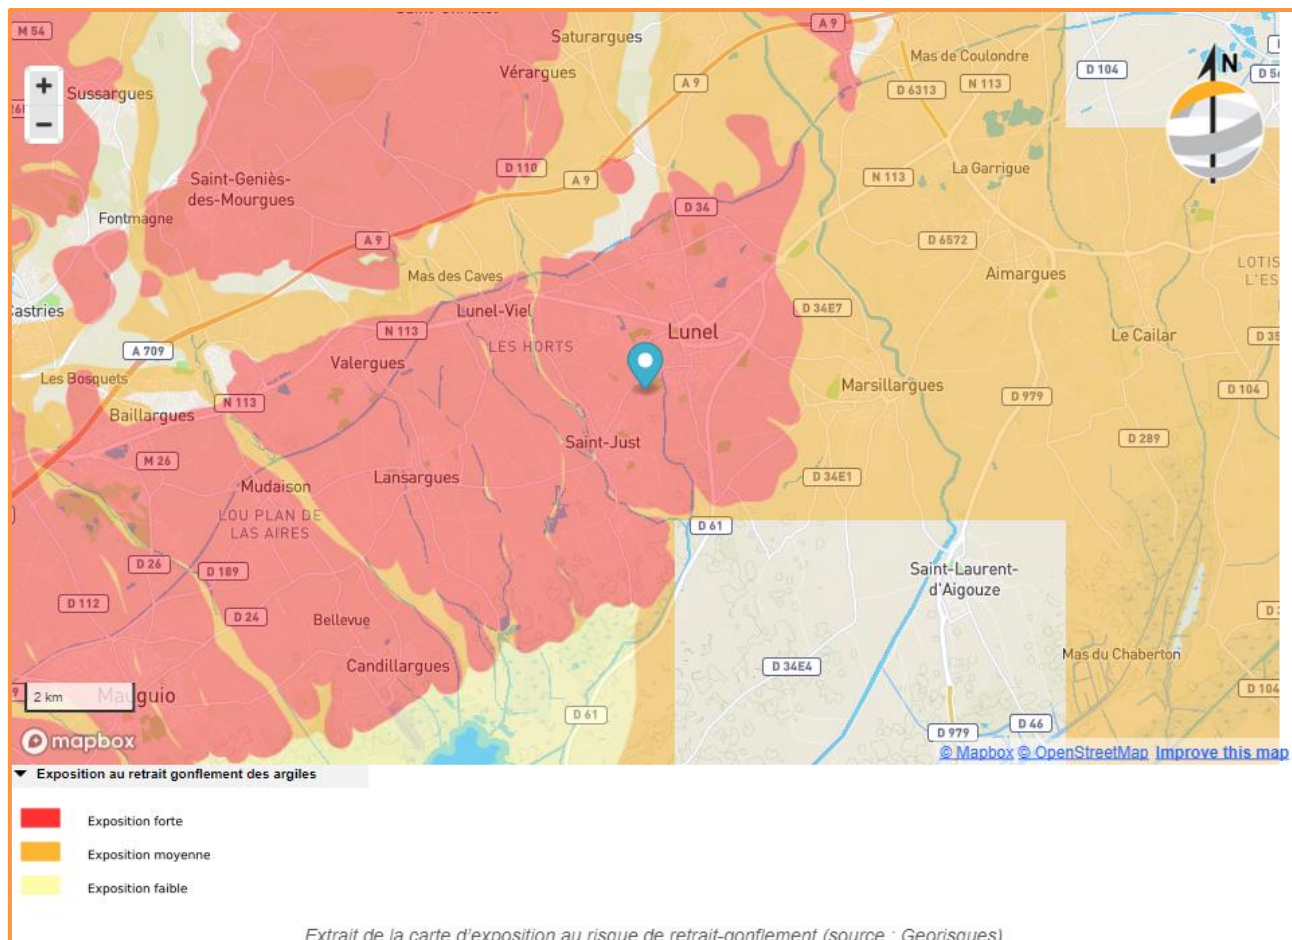 M 54
Saturargues
A 9
Mas de Coulondre
Vérargues
D 104
A 9
D 6313
N 113
N
+
−
Sussargues
D 110
A 9
La Garrigue
Saint-Geniès-
des-Mourgues
N 113
D 34
Fontmagne
A 9
D 6572
Mas des Caves
Aimargues
D 34E7
Lunel-Viel
N 113
Lunel
LES HORTS
Le Cailar
A 709
Valergues
Les Bosquets
Marsillargues
D 979
D 104
N 113
Baillargues
Saint-Just
D 289
M 26
Lansargues
D 34E1
Mudaison
LOU PLAN DE
LAS AIRES
D 61
D 26
D 189
Saint-Laurent-
d'Aigouze
D 112
D 24
Bellevue
Mas du Chaberton
Candillargues
D 34E4
2 km
Mauguio
D 104
D 61
D 46
D 979
mapbox
© Mapbox © OpenStreetMap Improve this map
Exposition au retrait gonflement des argiles
Exposition forte
Exposition moyenne
Exposition faible
Extrait de la carte d'exposition au risque de retrait-gonflement (source : Georisques)